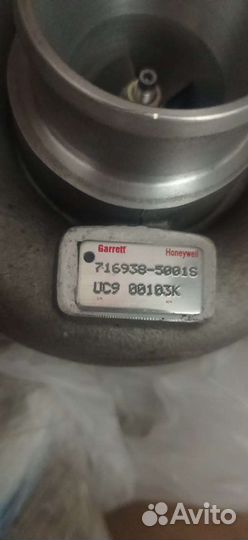 Garrett Honeywell
716938-5001S
UC9 00103K
Avito